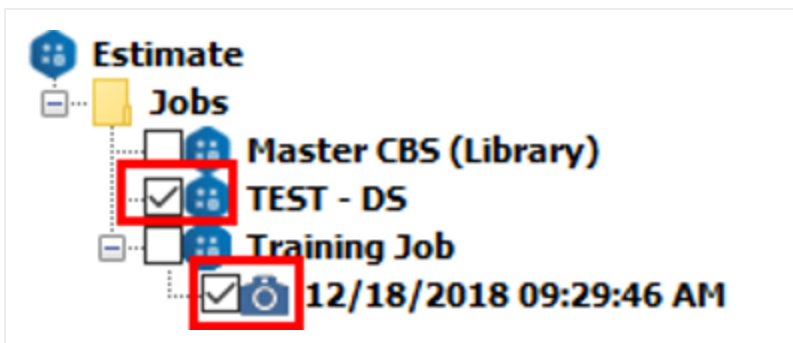 Estimate
Jobs
Master CBS (Library)
TEST - DS
Training Job
12/18/2018 09:29:46 AM